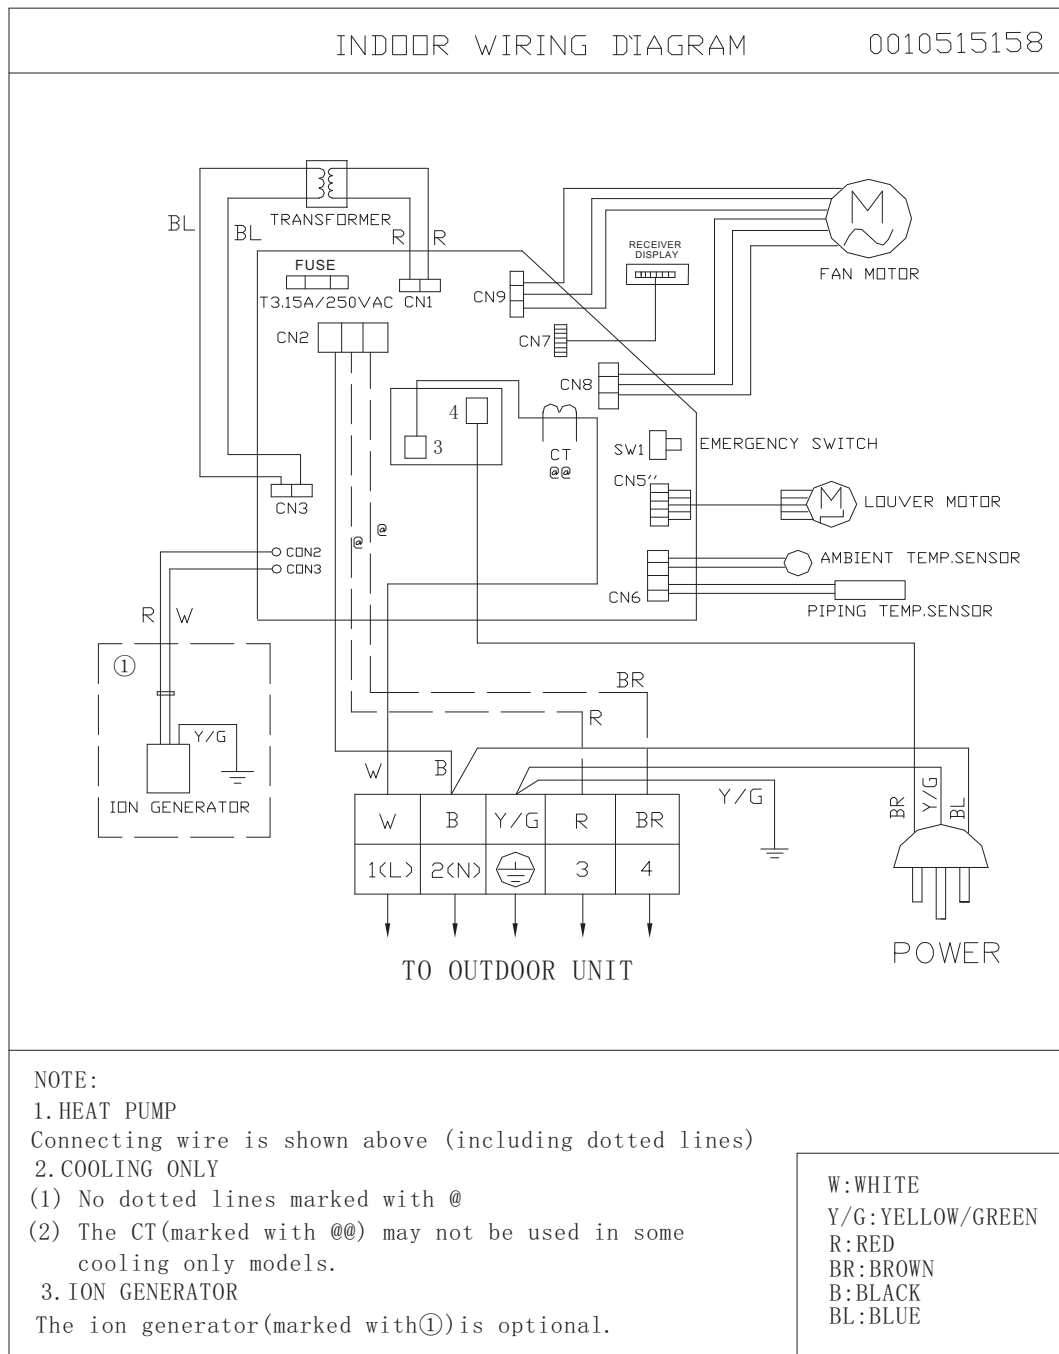 INDOOR WIRING DIAGRAM 0010515158
TRANSFORMER
BL
BL
R R
FUSE
T3.15A/250VAC
CN1
CN2
CN9
RECEIVER
DISPLAY
FAN MOTOR
M
CN7
CN8
4
3
CT
@@
SW1
EMERGENCY SWITCH
CN5''
M
LOUVER MOTOR
CN3
@
@
CON2
CON3
AMBIENT TEMP.SENSOR
CN6
PIPING TEMP.SENSOR
R W
①
Y/G
ION GENERATOR
BR
R
W
B
Y/G
BR
Y/G
BL
W B Y/G R BR
1(L) 2(N) 3 4
TO OUTDOOR UNIT
POWER
NOTE:
1.HEAT PUMP
Connecting wire is shown above (including dotted lines)
2.COOLING ONLY
(1) No dotted lines marked with @
(2) The CT(marked with @@) may not be used in some
cooling only models.
3.ION GENERATOR
The ion generator(marked with①)is optional.
W:WHITE
Y/G:YELLOW/GREEN
R:RED
BR:BROWN
B:BLACK
BL:BLUE